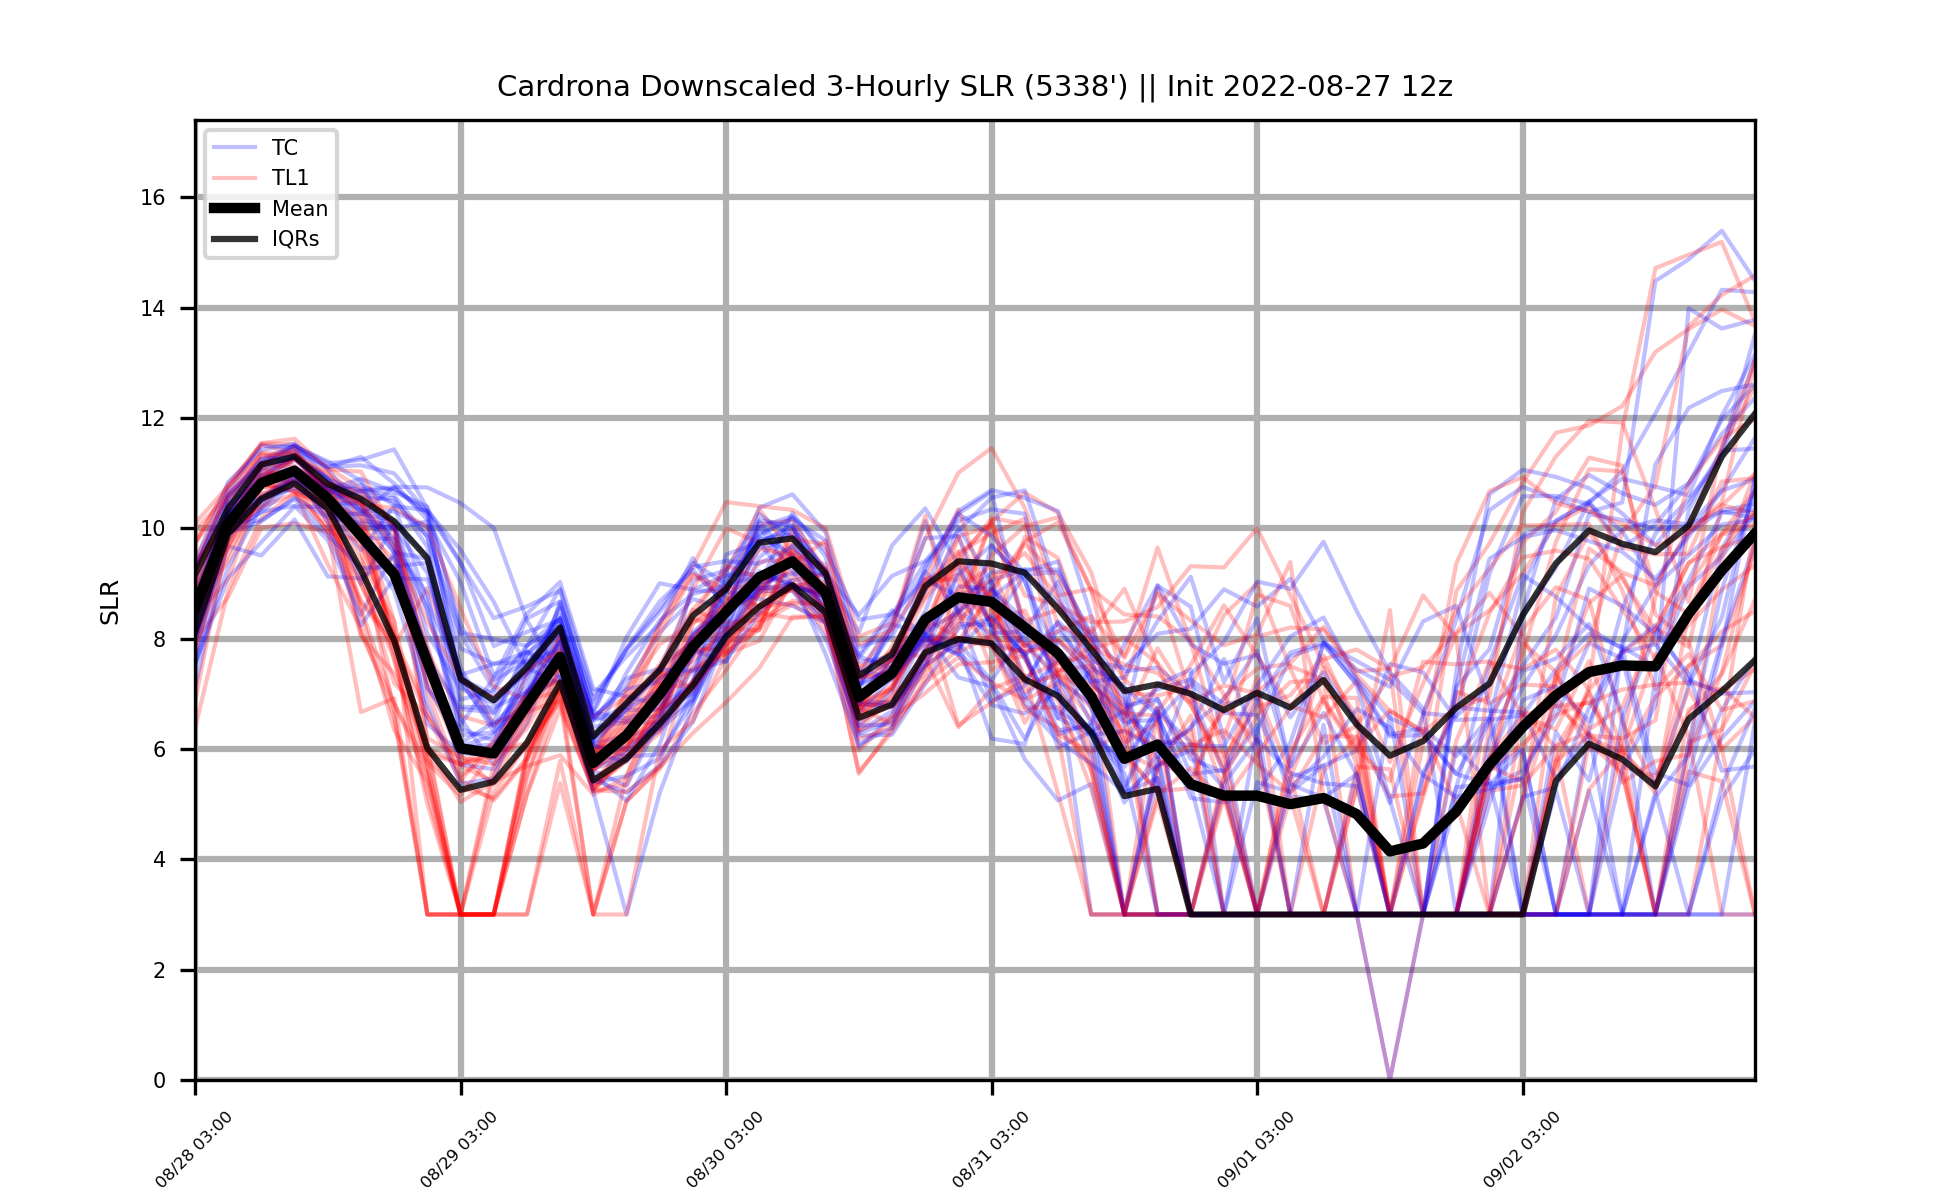 Cardrona Downscaled 3-Hourly SLR (5338') || Init 2022-08-27 12z
TC
TL1
Mean
IQRs
SLR
16
14
12
10
8
6
4
2
0
08/28 03:00
08/29 03:00
08/30 03:00
08/31 03:00
09/01 03:00
09/02 03:00